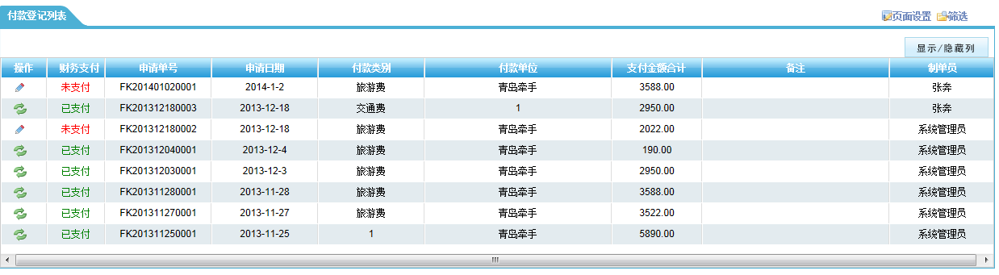 付款登记列表
页面设置 筛选
显示/隐藏列
操作 财务支付 申请单号 申请日期 付款类别 付款单位 支付金额合计 备注 制单员
未支付 FK201401020001 2014-1-2 旅游费 青岛牵手 3588.00 张奔
已支付 FK201312180003 2013-12-18 交通费 1 2950.00 张奔
未支付 FK201312180002 2013-12-18 旅游费 青岛牵手 2022.00 系统管理员
已支付 FK201312040001 2013-12-4 旅游费 青岛牵手 190.00 系统管理员
已支付 FK201312030001 2013-12-3 旅游费 青岛牵手 2950.00 系统管理员
已支付 FK201311280001 2013-11-28 旅游费 青岛牵手 3588.00 系统管理员
已支付 FK201311270001 2013-11-27 旅游费 青岛牵手 3522.00 系统管理员
已支付 FK201311250001 2013-11-25 1 青岛牵手 5890.00 系统管理员